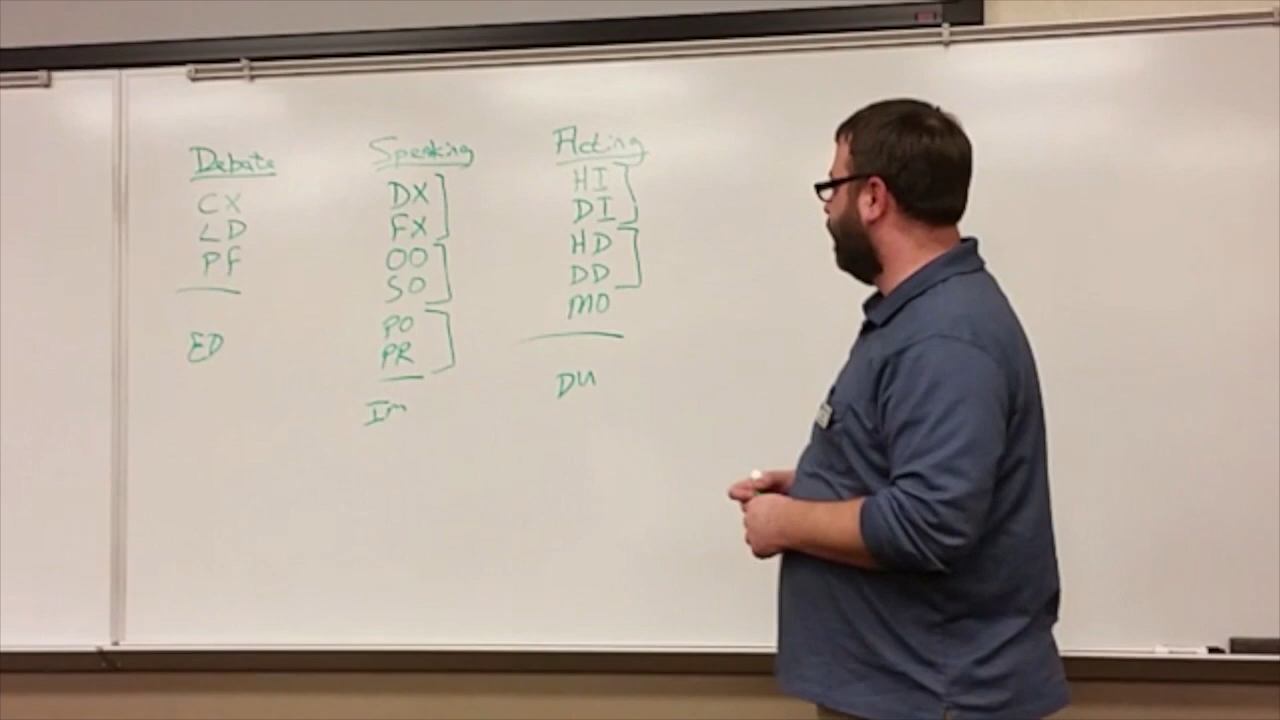 Debate
CX
LD
PF
ED
Speaking
DX
FX
OO
SO
PO
PR
Im
Acting
HI
DI
HD
DD
MO
DU